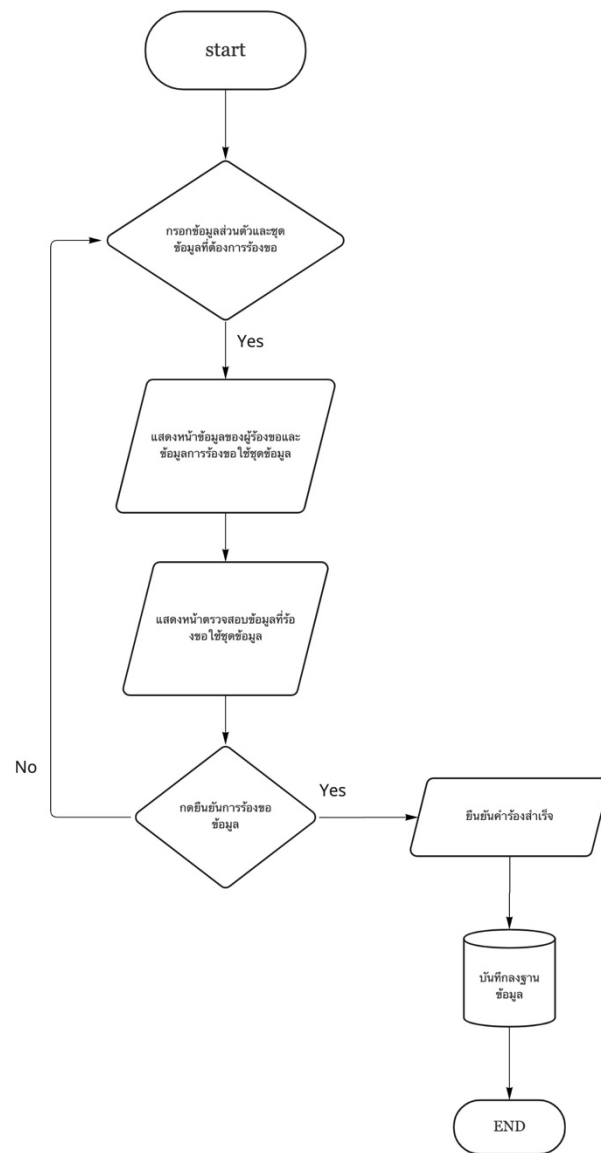 start
กรอกข้อมูลส่วนตัวและชุด
ข้อมูลที่ต้องการร้องขอ
Yes
แสดงหน้าข้อมูลของผู้ร้องขอและ
ข้อมูลการร้องขอใช้ชุดข้อมูล
แสดงหน้าตรวจสอบข้อมูลที่ร้อ
งขอใช้ชุดข้อมูล
No
กดยืนยันการร้องขอ
ข้อมูล
Yes
ยืนยันคำร้องสำเร็จ
บันทึกลงฐาน
ข้อมูล
END